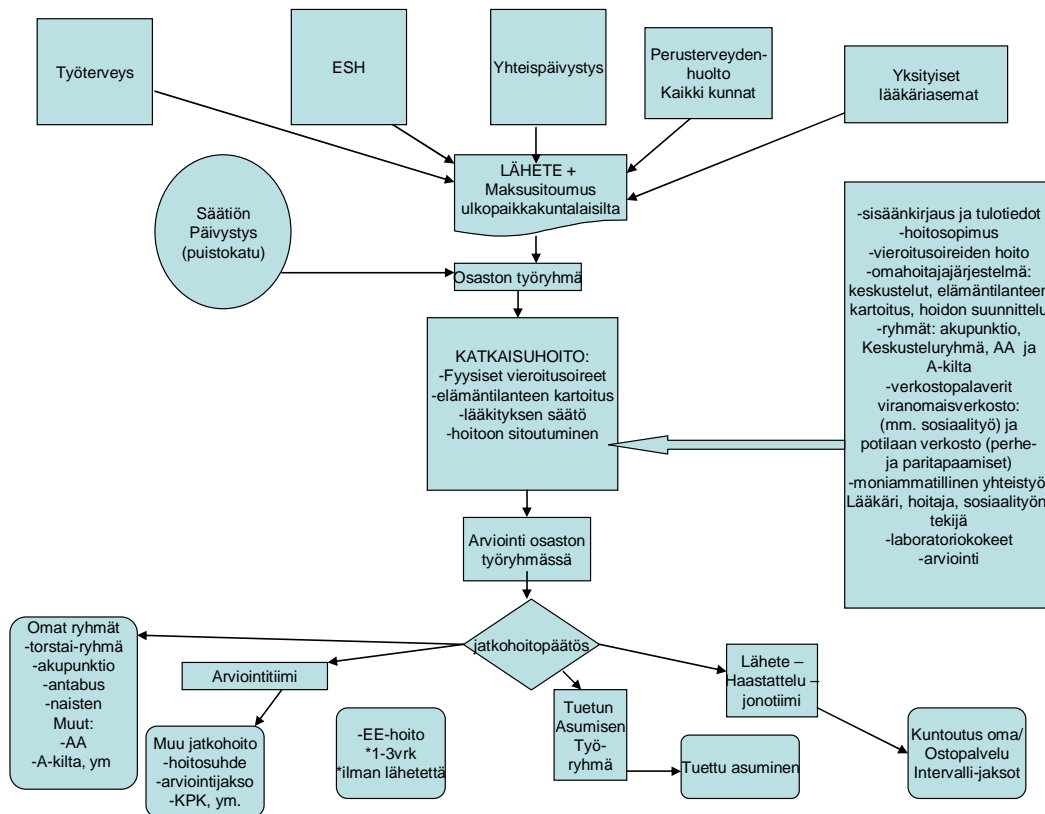 Työterveys
ESH
Yhteispäivystys
Perusterveyden-
huolto
Kaikki kunnat
Yksityiset
lääkäriasemat
LÄHETE +
Maksusitoumus
ulkopaikkakuntalaisilta
Säätiön
Päivystys
(puistokatu)
Osaston työryhmä
KATKAISUHOITO:
-Fyysiset vieroitusoireet
-elämäntilanteen kartoitus
-lääkityksen säätö
-hoitoon sitoutuminen
-sisäänkirjaus ja tulotiedot
-hoitosopimus
-vieroitusoireiden hoito
-omahoitajajärjestelmä:
keskustelut, elämäntilanteen
kartoitus, hoidon suunnittelu
-ryhmät: akupunktio,
Keskusteluryhmä, AA ja
A-kilta
-verkostopalaverit
viranomaisverkosto:
(mm. sosiaalityö) ja
potilaan verkosto (perhe-
ja paritapaamiset)
-moniammatillinen yhteistyö
Lääkäri, hoitaja, sosiaalityön
tekijä
-laboratoriokokeet
-arviointi
Arviointi osaston
työryhmässä
jatkohoitopäätös
Omat ryhmät
-torstai-ryhmä
-akupunktio
-antabus
-naisten
Muut:
-AA
-A-kilta, ym
Arviointitiimi
Muu jatkohoito
-hoitosuhde
-arviointijakso
-KPK, ym.
-EE-hoito
*1-3vrk
*ilman lähetettä
Tuetun
Asumisen
Työ-
ryhmä
Tuettu asuminen
Lähete –
Haastattelu –
jonotiimi
Kuntoutus oma/
Ostopalvelu
Intervalli-jaksot